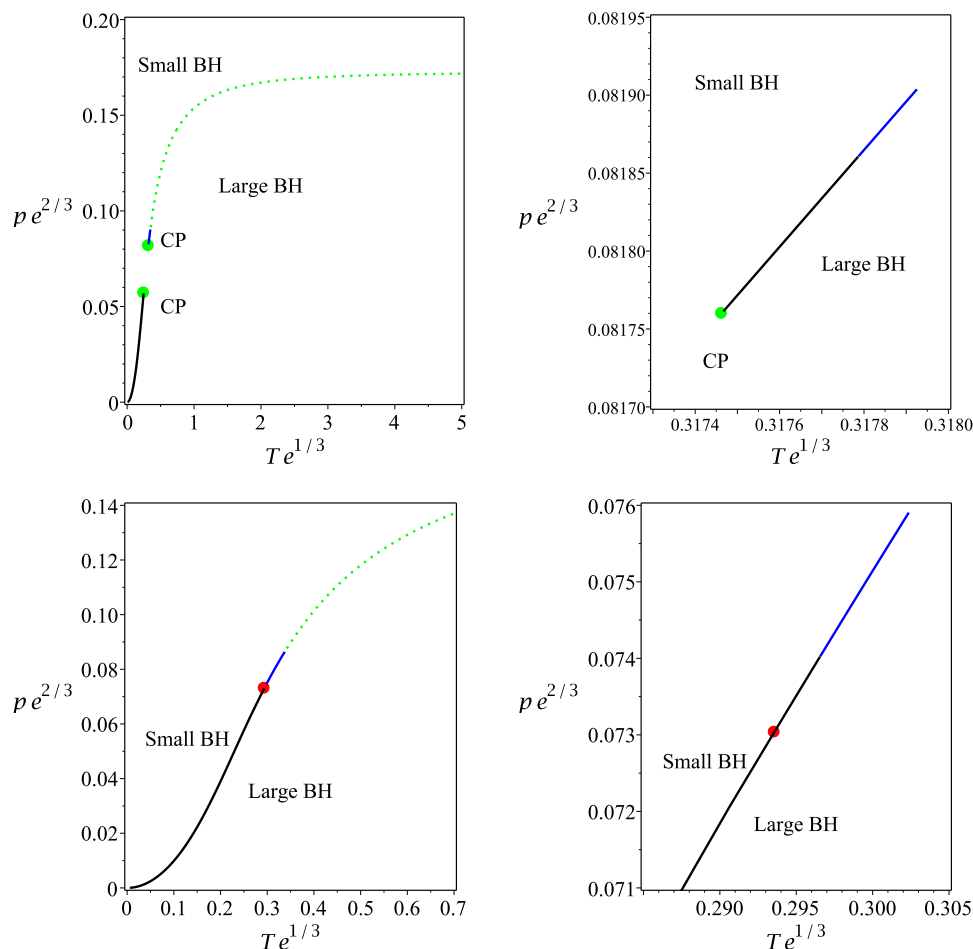 0.20
Small BH
0.15
Large BH
p e^{2/3}
0.10
CP
0.05
CP
0
0 1 2 3 4 5
T e^{1/3}
0.08195
Small BH
0.08190
0.08185
p e^{2/3}
0.08180
Large BH
0.08175
CP
0.08170
0.3174 0.3176 0.3178 0.3180
T e^{1/3}
0.14
0.12
0.10
0.08
p e^{2/3}
0.06
Small BH
0.04
Large BH
0.02
0
0 0.1 0.2 0.3 0.4 0.5 0.6 0.7
T e^{1/3}
0.076
0.075
0.074
p e^{2/3}
0.073
Small BH
0.072
Large BH
0.071
0.290 0.295 0.300 0.305
T e^{1/3}